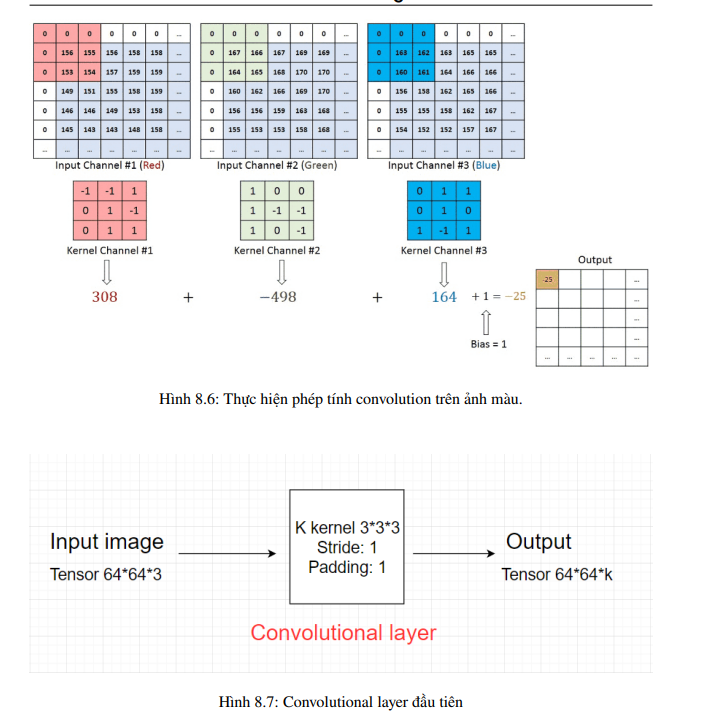 0 0 0 0 0 0 ...
0 156 155 156 158 158 ...
0 153 154 157 159 159 ...
0 149 151 155 158 159 ...
0 146 146 149 153 158 ...
0 145 143 143 148 158 ...
... ... ... ... ... ... ...
Input Channel #1 (Red)
0 0 0 0 0 0 ...
0 167 166 167 169 169 ...
0 164 165 168 170 170 ...
0 160 162 166 169 170 ...
0 156 156 159 163 168 ...
0 155 153 153 158 168 ...
... ... ... ... ... ... ...
Input Channel #2 (Green)
0 0 0 0 0 0 ...
0 163 162 163 165 165 ...
0 160 161 164 166 166 ...
0 156 158 162 165 166 ...
0 155 155 158 162 167 ...
0 154 152 152 157 167 ...
... ... ... ... ... ... ...
Input Channel #3 (Blue)
-1 -1 1
0 1 -1
0 1 1
Kernel Channel #1
1 0 0
1 -1 -1
1 0 -1
Kernel Channel #2
0 1 1
0 1 0
1 -1 1
Kernel Channel #3
308 + −498 + 164 + 1 = −25
Bias = 1
Output
-25 ...
...
...
...
... ... ... ... ...
Hình 8.6: Thực hiện phép tính convolution trên ảnh màu.
Input image
Tensor 64*64*3
K kernel 3*3*3
Stride: 1
Padding: 1
Output
Tensor 64*64*k
Convolutional layer
Hình 8.7: Convolutional layer đầu tiên